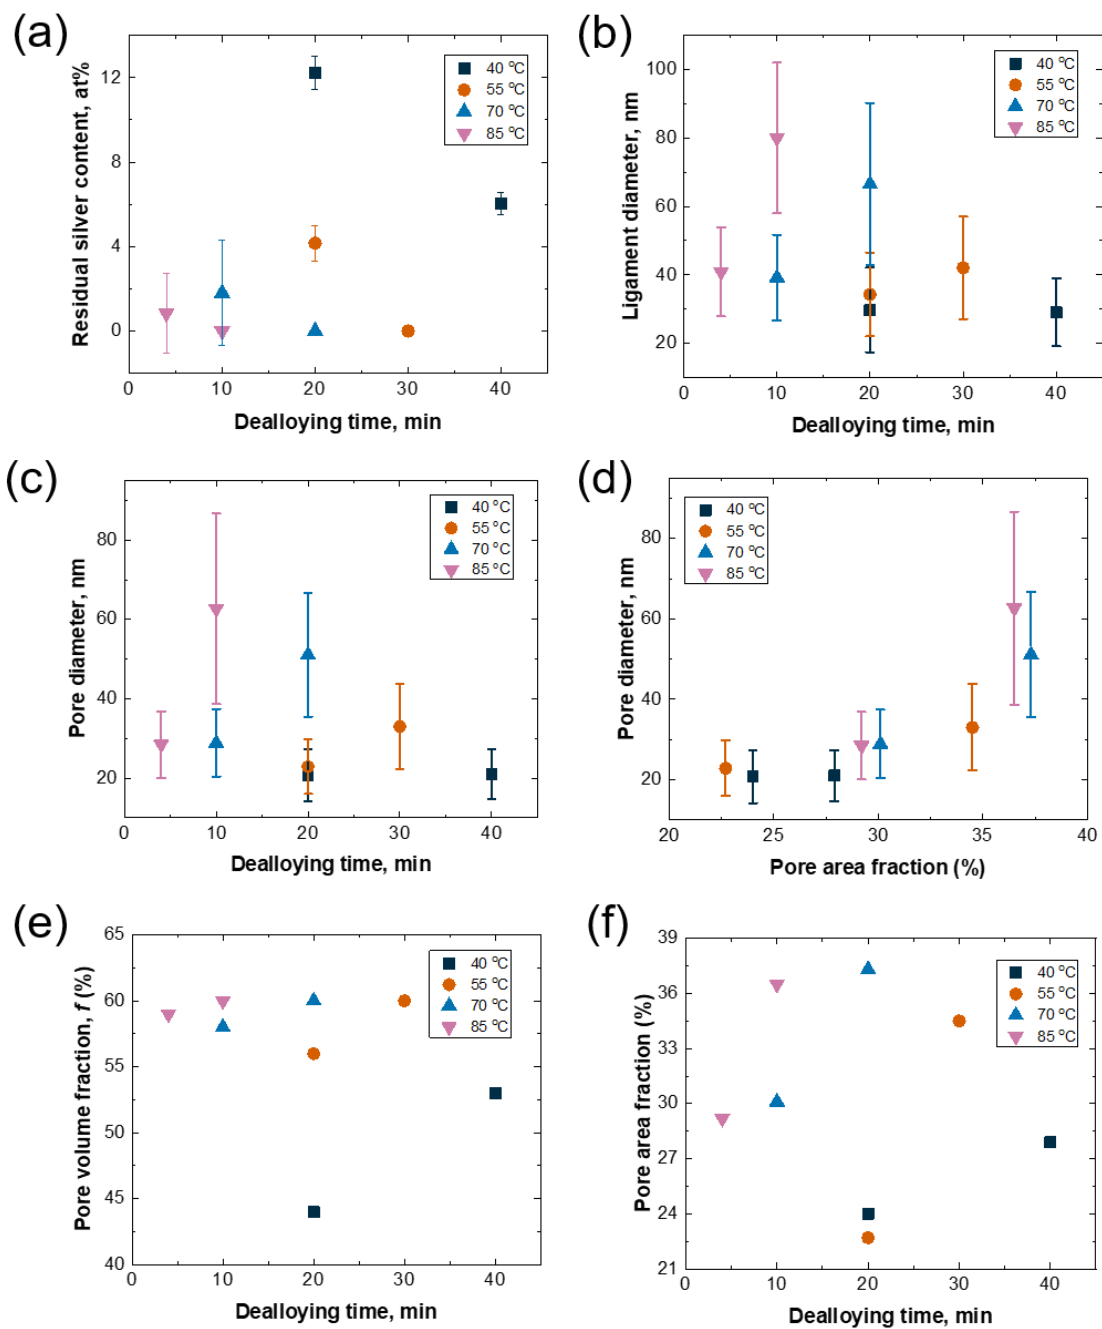 (a)
Residual silver content, at%
12
8
4
0
0
10
20
30
40
Dealloying time, min
40 °C
55 °C
70 °C
85 °C
(b)
Ligament diameter, nm
100
80
60
40
20
0
10
20
30
40
Dealloying time, min
40 °C
55 °C
70 °C
85 °C
(c)
Pore diameter, nm
80
60
40
20
0
10
20
30
40
Dealloying time, min
40 °C
55 °C
70 °C
85 °C
(d)
Pore diameter, nm
80
60
40
20
20
25
30
35
40
Pore area fraction (%)
40 °C
55 °C
70 °C
85 °C
(e)
Pore volume fraction, f (%)
65
60
55
50
45
40
0
10
20
30
40
Dealloying time, min
40 °C
55 °C
70 °C
85 °C
(f)
Pore area fraction (%)
39
36
33
30
27
24
21
0
10
20
30
40
Dealloying time, min
40 °C
55 °C
70 °C
85 °C